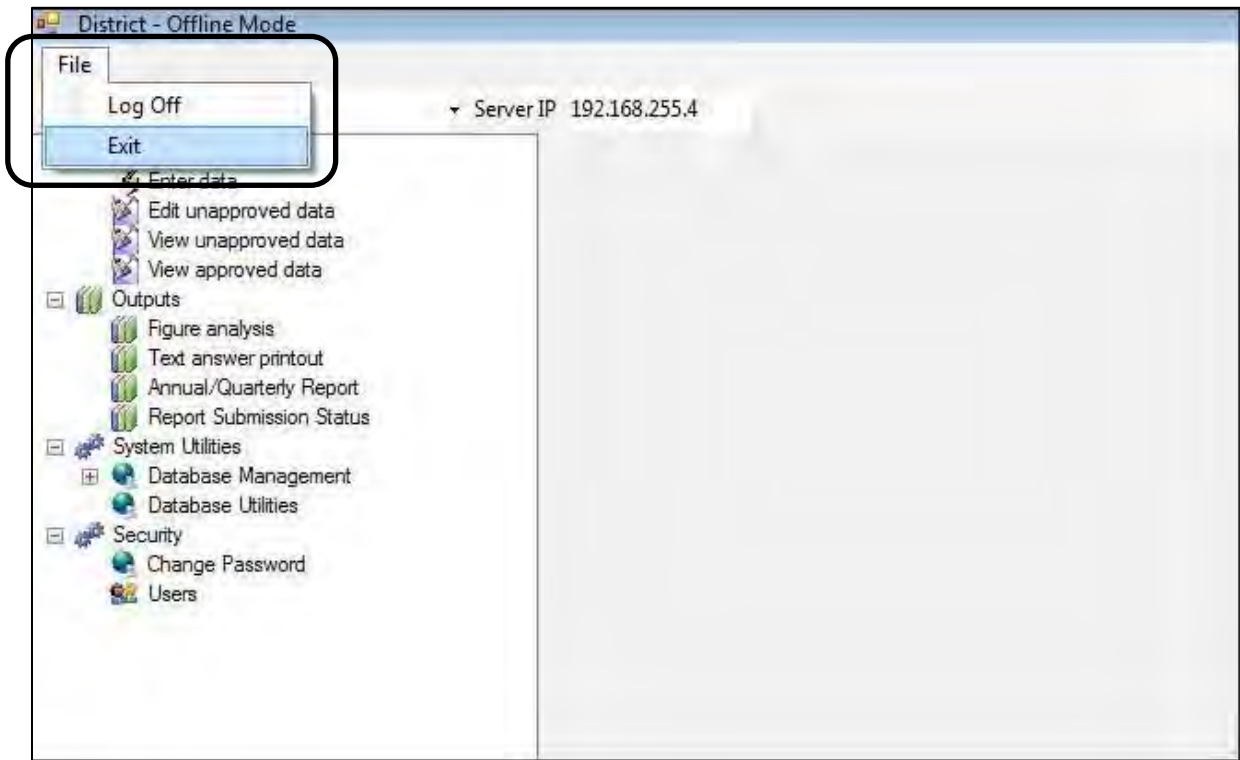 District - Offline Mode
File
Log Off
Server IP 192.168.255.4
Exit
Enter data
Edit unapproved data
View unapproved data
View approved data
Outputs
Figure analysis
Text answer printout
Annual/Quarterly Report
Report Submission Status
System Utilities
Database Management
Database Utilities
Security
Change Password
Users